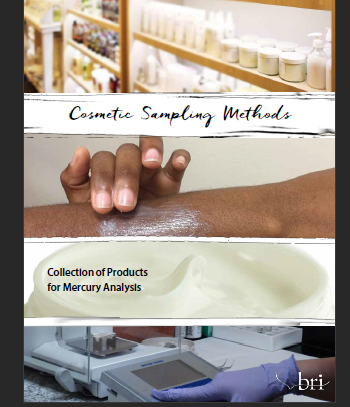 Cosmetic Sampling Methods
Collection of Products
for Mercury Analysis
bri